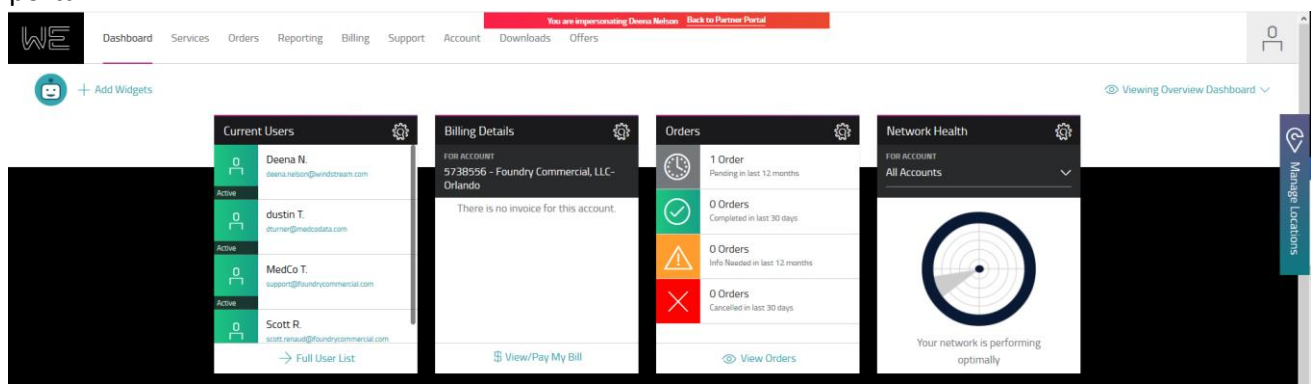 You are impersonating Deena Nelson Back to Partner Portal
WE
Dashboard Services Orders Reporting Billing Support Account Downloads Offers
+ Add Widgets
Viewing Overview Dashboard
Current Users
Deena N.
deena.nelson@windstream.com
Active
dustin T.
dturner@medcodata.com
Active
MedCo T.
support@foundrycommercial.com
Active
Scott R.
scott.renaud@foundrycommercial.com
→ Full User List
Billing Details
FOR ACCOUNT
5738556 - Foundry Commercial, LLC-
Orlando
There is no invoice for this account.
$ View/Pay My Bill
Orders
1 Order
Pending in last 12 months
0 Orders
Completed in last 30 days
0 Orders
Info Needed in last 12 months
0 Orders
Cancelled in last 30 days
View Orders
Network Health
FOR ACCOUNT
All Accounts
Your network is performing
optimally
Manage Locations